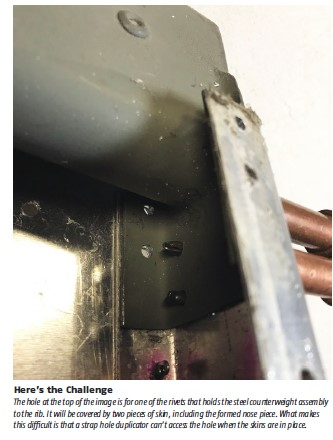 Here's the Challenge
The hole at the top of the image is for one of the rivets that holds the steel counterweight assembly
to the rib. It will be covered by two pieces of skin, including the formed nose piece. What makes
this difficult is that a strap hole duplicator can't access the hole when the skins are in place.